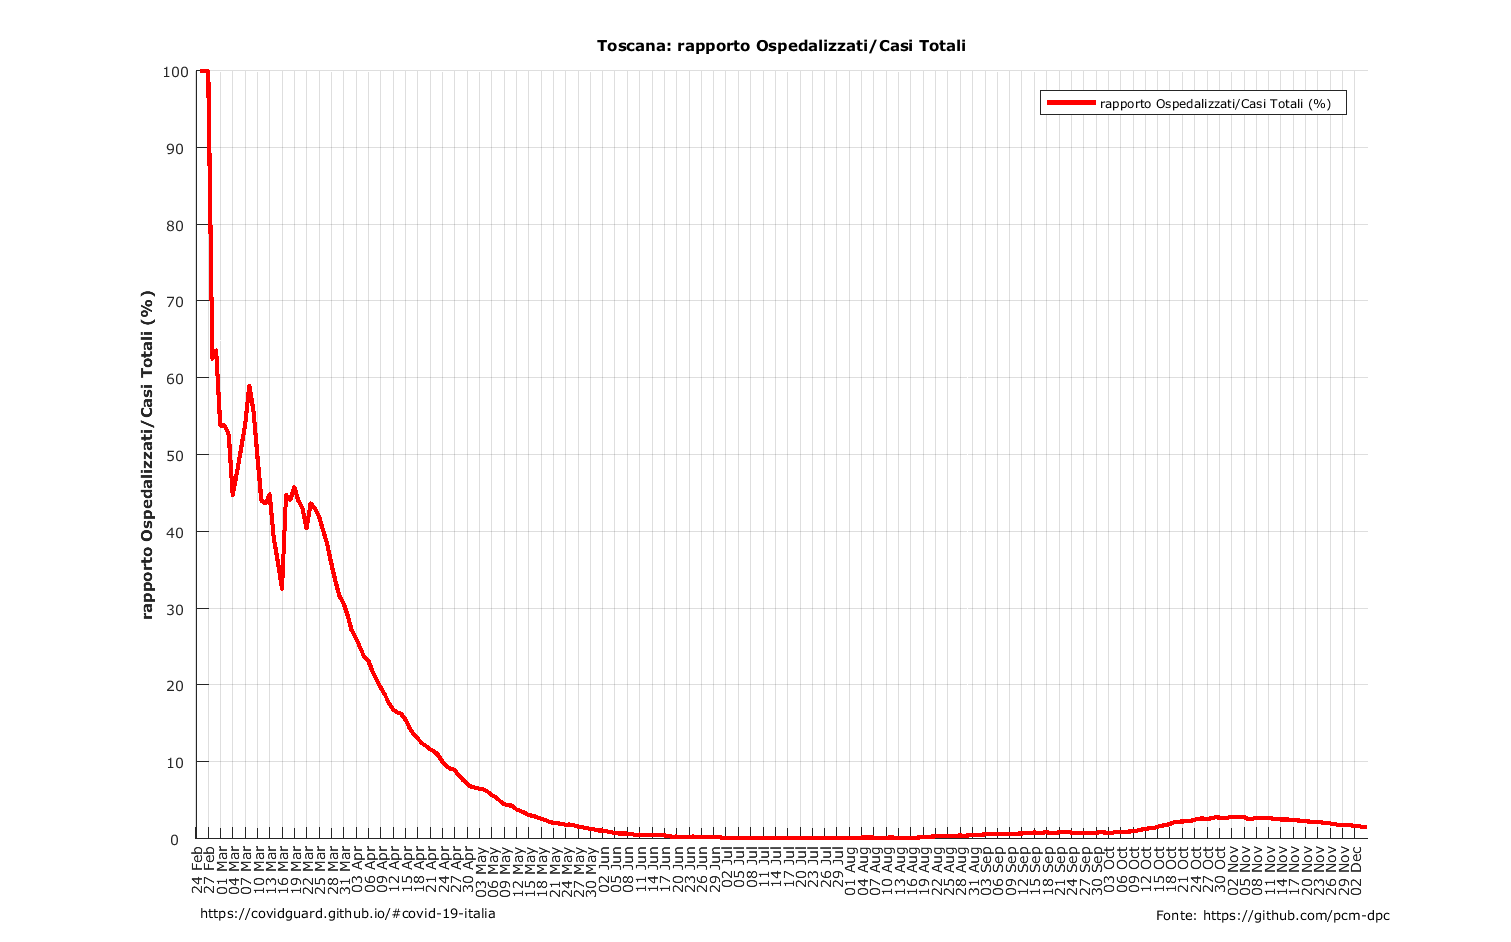 Toscana: rapporto Ospedalizzati/Casi Totali
rapporto Ospedalizzati/Casi Totali (%)
rapporto Ospedalizzati/Casi Totali (%)
100
90
80
70
60
50
40
30
20
10
0
24 Feb
27 Feb
01 Mar
04 Mar
07 Mar
10 Mar
13 Mar
16 Mar
19 Mar
22 Mar
25 Mar
28 Mar
31 Mar
03 Apr
06 Apr
09 Apr
12 Apr
15 Apr
18 Apr
21 Apr
24 Apr
27 Apr
30 Apr
03 May
06 May
09 May
12 May
15 May
18 May
21 May
24 May
27 May
30 May
02 Jun
05 Jun
08 Jun
11 Jun
14 Jun
17 Jun
20 Jun
23 Jun
26 Jun
29 Jun
02 Jul
05 Jul
08 Jul
11 Jul
14 Jul
17 Jul
20 Jul
23 Jul
26 Jul
29 Jul
01 Aug
04 Aug
07 Aug
10 Aug
13 Aug
16 Aug
19 Aug
22 Aug
25 Aug
28 Aug
31 Aug
03 Sep
06 Sep
09 Sep
12 Sep
15 Sep
18 Sep
21 Sep
24 Sep
27 Sep
30 Sep
03 Oct
06 Oct
09 Oct
12 Oct
15 Oct
18 Oct
21 Oct
24 Oct
27 Oct
30 Oct
02 Nov
05 Nov
08 Nov
11 Nov
14 Nov
17 Nov
20 Nov
23 Nov
26 Nov
29 Nov
02 Dec
https://covidguard.github.io/#covid-19-italia
Fonte: https://github.com/pcm-dpc